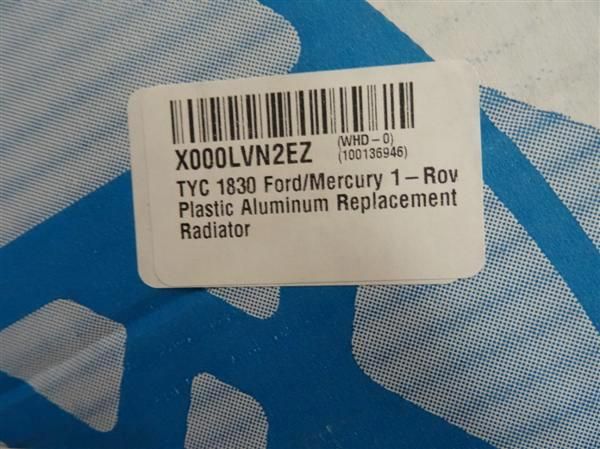 X000LVN2EZ
(WHD-0)
(100136946)
TYC 1830 Ford/Mercury 1-Rov
Plastic Aluminum Replacement
Radiator